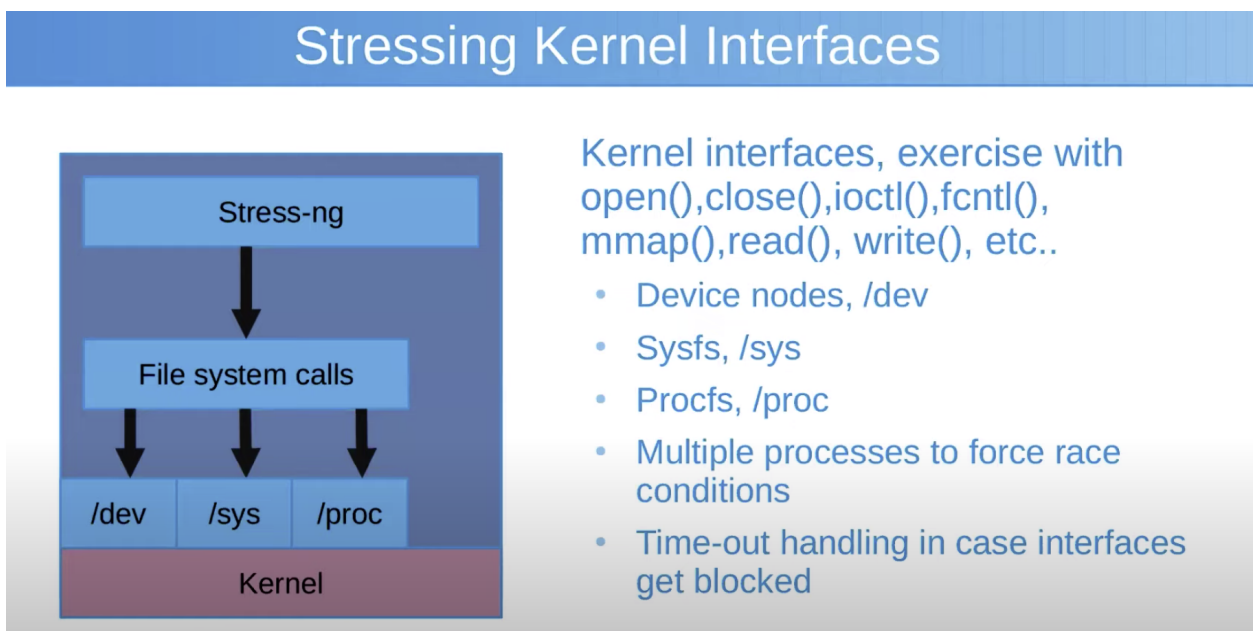 Stressing Kernel Interfaces
Stress-ng
File system calls
/dev
/sys
/proc
Kernel
Kernel interfaces, exercise with
open(),close(),ioctl(),fcntl(),
mmap(),read(), write(), etc..
• Device nodes, /dev
• Sysfs, /sys
• Procfs, /proc
• Multiple processes to force race
conditions
• Time-out handling in case interfaces
get blocked